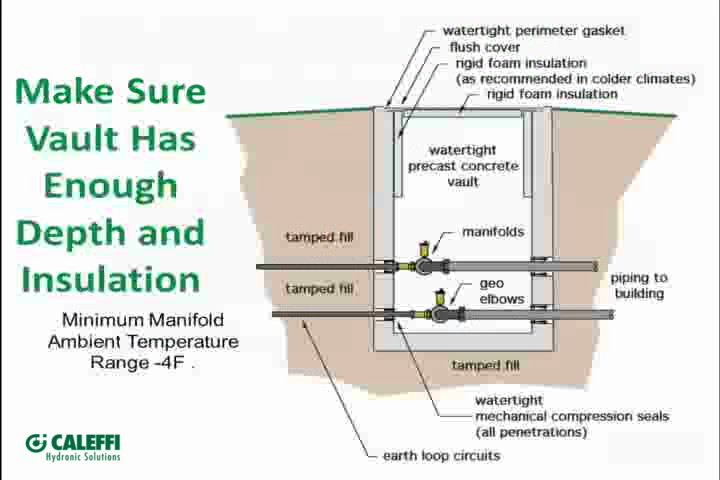 Make Sure
Vault Has
Enough
Depth and
Insulation
Minimum Manifold
Ambient Temperature
Range -4F .
watertight perimeter gasket
flush cover
rigid foam insulation
(as recommended in colder climates)
rigid foam insulation
watertight
precast concrete
vault
tamped fill
manifolds
tamped fill
geo
elbows
piping to
building
tamped fill
watertight
mechanical compression seals
(all penetrations)
earth loop circuits
CALEFFI
Hydronic Solutions